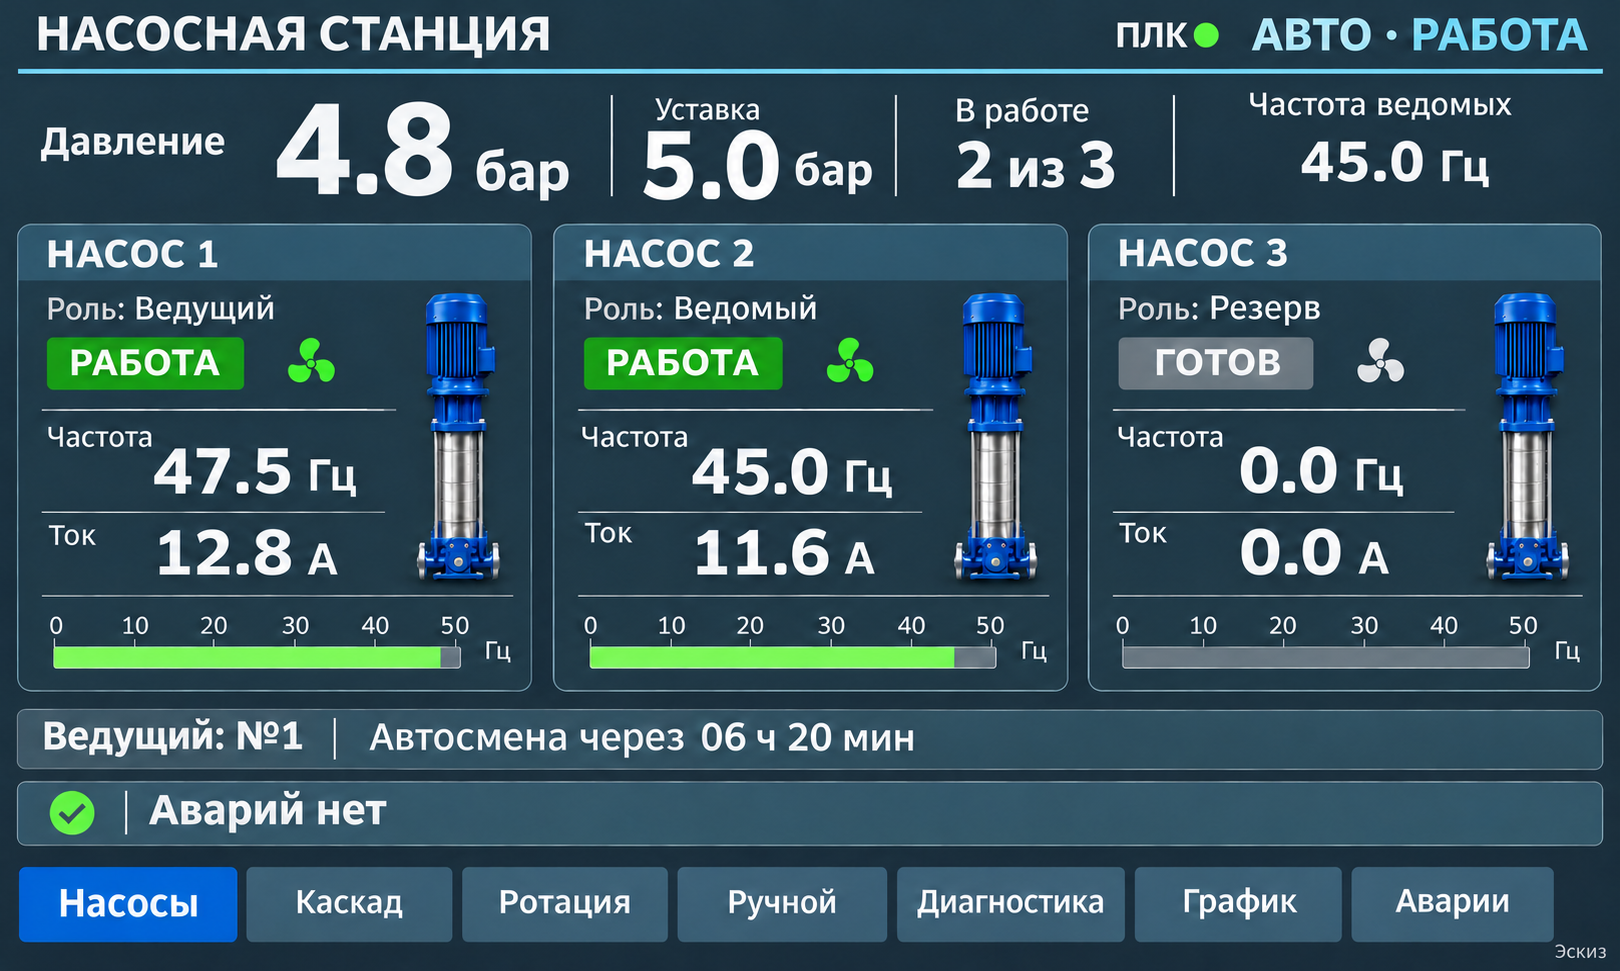 НАСОСНАЯ СТАНЦИЯ
ПЛК
АВТО · РАБОТА
Давление 4.8 бар
Уставка
5.0 бар
В работе
2 из 3
Частота ведомых
45.0 Гц
НАСОС 1
Роль: Ведущий
РАБОТА
Частота
47.5 Гц
Ток
12.8 А
0 10 20 30 40 50
Гц
НАСОС 2
Роль: Ведомый
РАБОТА
Частота
45.0 Гц
Ток
11.6 А
0 10 20 30 40 50
Гц
НАСОС 3
Роль: Резерв
ГОТОВ
Частота
0.0 Гц
Ток
0.0 А
0 10 20 30 40 50
Гц
Ведущий: №1 | Автосмена через 06 ч 20 мин
Аварий нет
Насосы
Каскад
Ротация
Ручной
Диагностика
График
Аварии
Эскиз